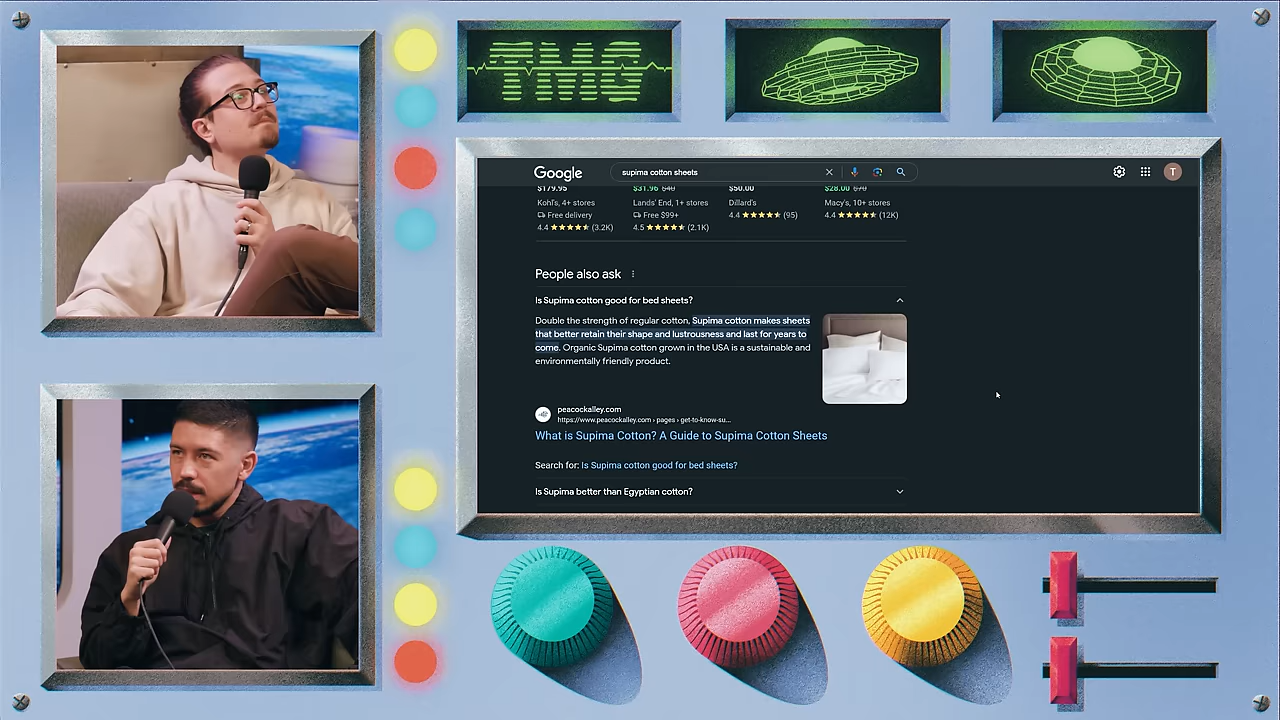 Google
supima cotton sheets
T
$179.95
$31.96 $40
$50.00
$28.00 $70
Kohl's, 4+ stores
Lands' End, 1+ stores
Dillard's
Macy's, 10+ stores
Free delivery
Free $99+
4.4 (95)
4.4 (12K)
4.4 (3.2K)
4.5 (2.1K)
People also ask
Is Supima cotton good for bed sheets?
Double the strength of regular cotton, Supima cotton makes sheets
that better retain their shape and lustrousness and last for years to
come. Organic Supima cotton grown in the USA is a sustainable and
environmentally friendly product.
peacockalley.com
https://www.peacockalley.com › pages › get-to-know-su...
What is Supima Cotton? A Guide to Supima Cotton Sheets
Search for: Is Supima cotton good for bed sheets?
Is Supima better than Egyptian cotton?